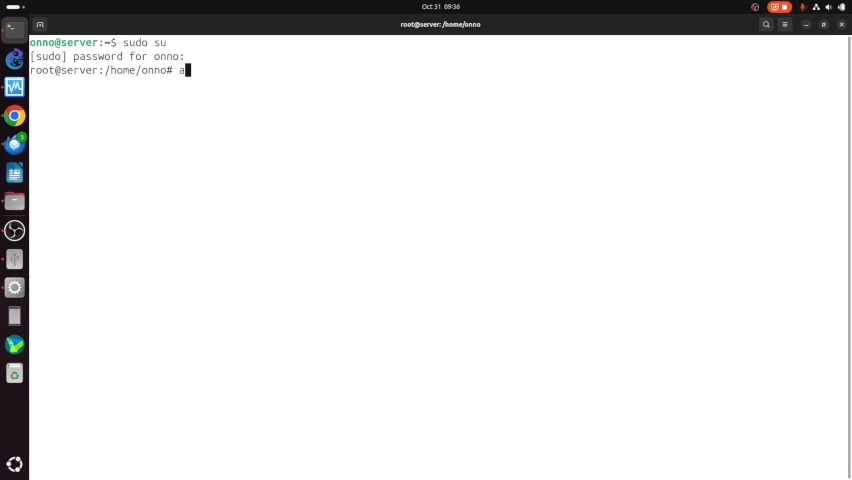 Oct 31 09:36
root@server: /home/onno
onno@server:~$ sudo su
[sudo] password for onno:
root@server:/home/onno# a
3